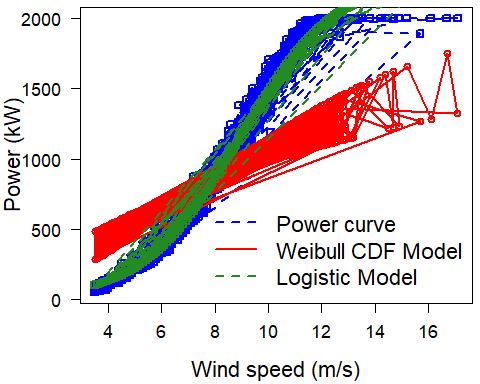 2000
1500
1000
500
0
Power (kW)
Power curve
Weibull CDF Model
Logistic Model
4 6 8 10 12 14 16
Wind speed (m/s)